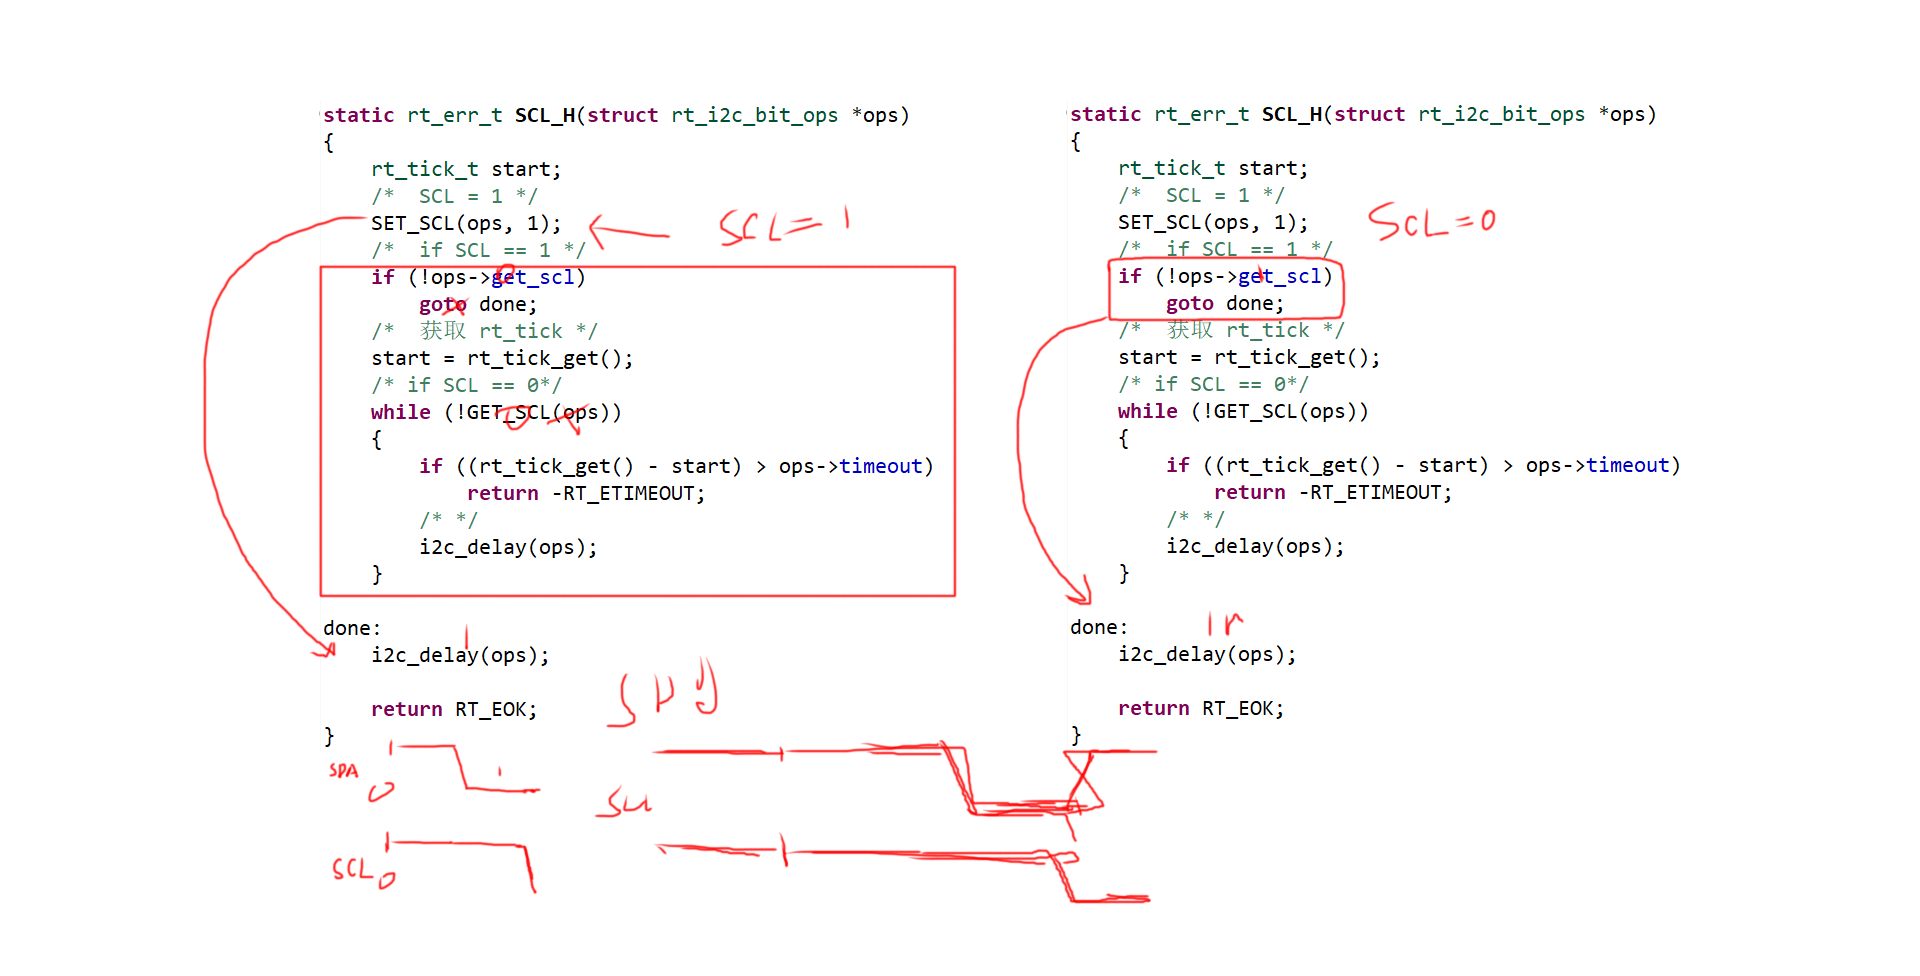 static rt_err_t SCL_H(struct rt_i2c_bit_ops *ops)
{
rt_tick_t start;
/* SCL = 1 */
SET_SCL(ops, 1);
SCL=1
/* if SCL == 1 */
if (!ops->get_scl)
0
goto done;
x
/* 获取 rt_tick */
start = rt_tick_get();
/* if SCL == 0*/
while (!GET_SCL(ops))
{
if ((rt_tick_get() - start) > ops->timeout)
return -RT_ETIMEOUT;
/* */
i2c_delay(ops);
}
done:
1
i2c_delay(ops);
return RT_EOK;
}
1
SDA
0
1
SCL
0
static rt_err_t SCL_H(struct rt_i2c_bit_ops *ops)
{
rt_tick_t start;
/* SCL = 1 */
SET_SCL(ops, 1);
SCL=0
/* if SCL == 1 */
if (!ops->get_scl)
1
goto done;
/* 获取 rt_tick */
start = rt_tick_get();
/* if SCL == 0*/
while (!GET_SCL(ops))
{
if ((rt_tick_get() - start) > ops->timeout)
return -RT_ETIMEOUT;
/* */
i2c_delay(ops);
}
done:
i2c_delay(ops);
return RT_EOK;
}